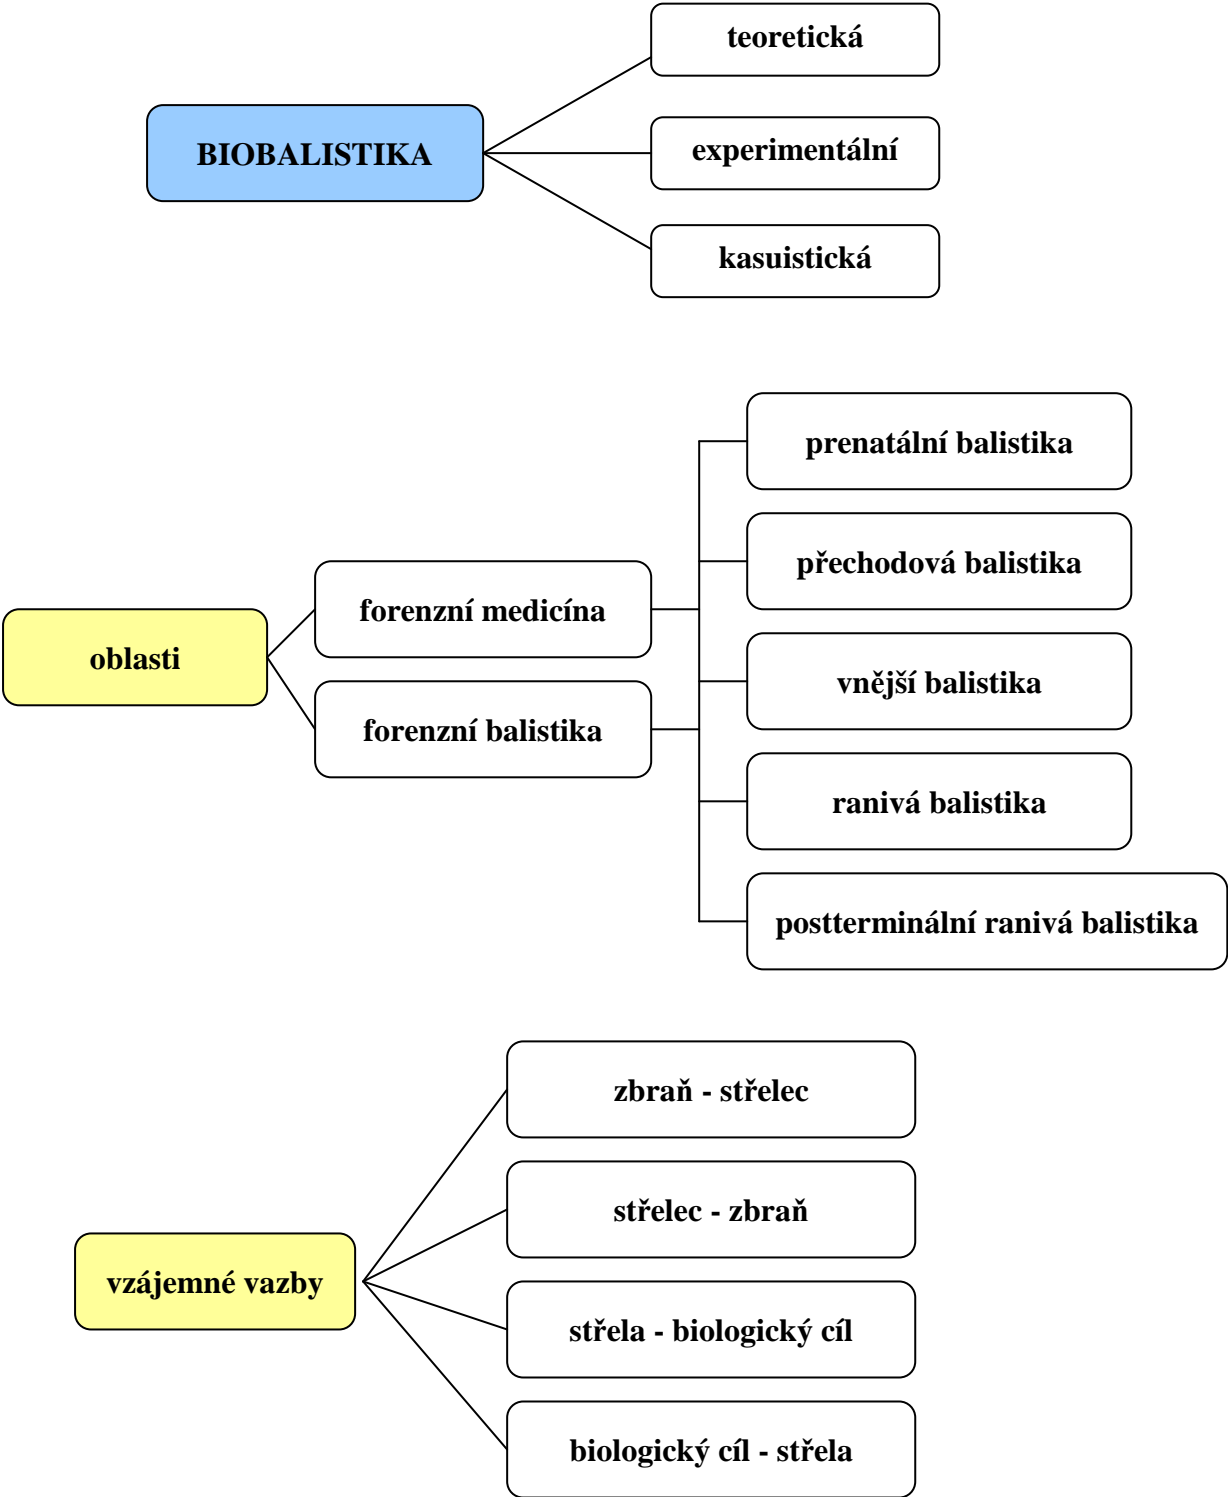 teoretická
BIOBALISTIKA
experimentální
kasuistická
prenatální balistika
přechodová balistika
forenzní medicína
oblasti
vnější balistika
forenzní balistika
ranivá balistika
postterminální ranivá balistika
zbraň - střelec
střelec - zbraň
vzájemné vazby
střela - biologický cíl
biologický cíl - střela